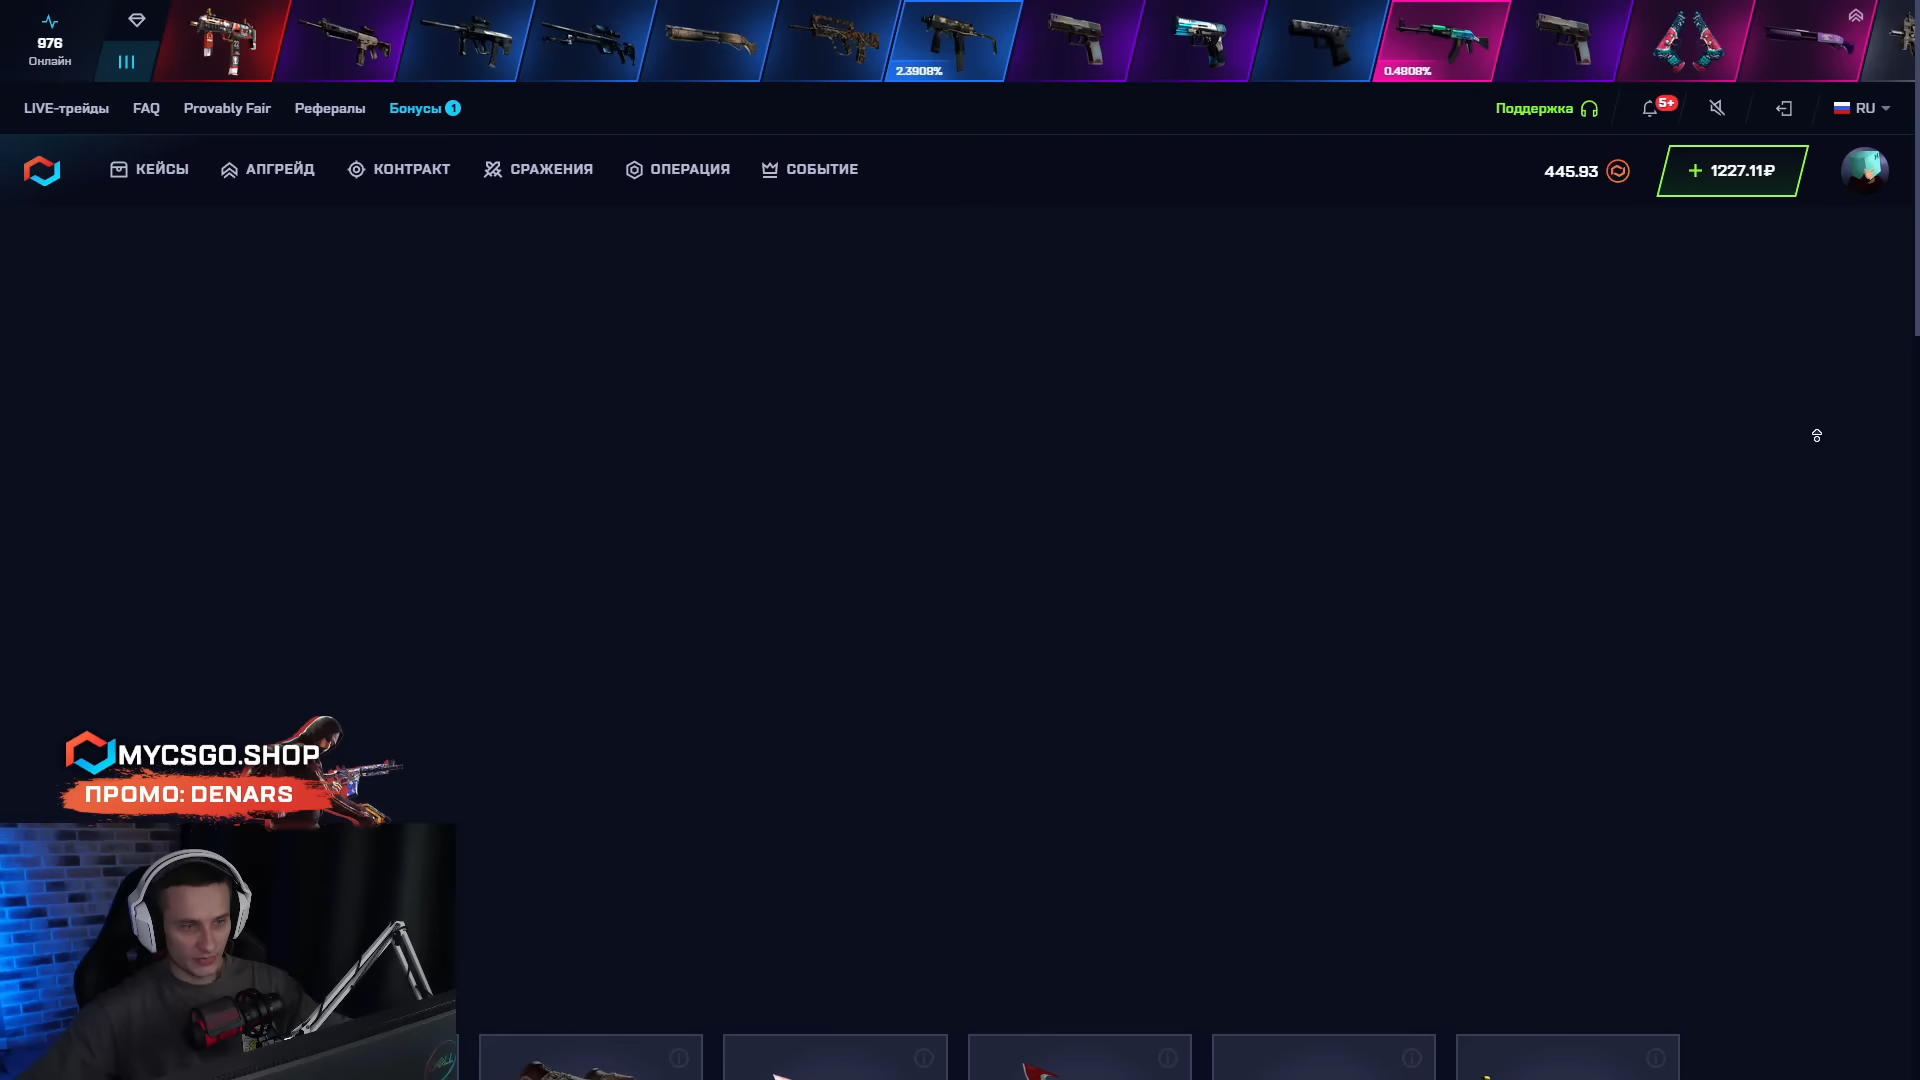 976
Онлайн
2.3908%
0.4808%
LIVE-трейды FAQ Provably Fair Рефералы Бонусы 1
Поддержка 5+ RU
КЕЙСЫ АПГРЕЙД КОНТРАКТ СРАЖЕНИЯ ОПЕРАЦИЯ СОБЫТИЕ
445.93 + 1227.11₽
MYCSGO.SHOP
ПРОМО: DENARS